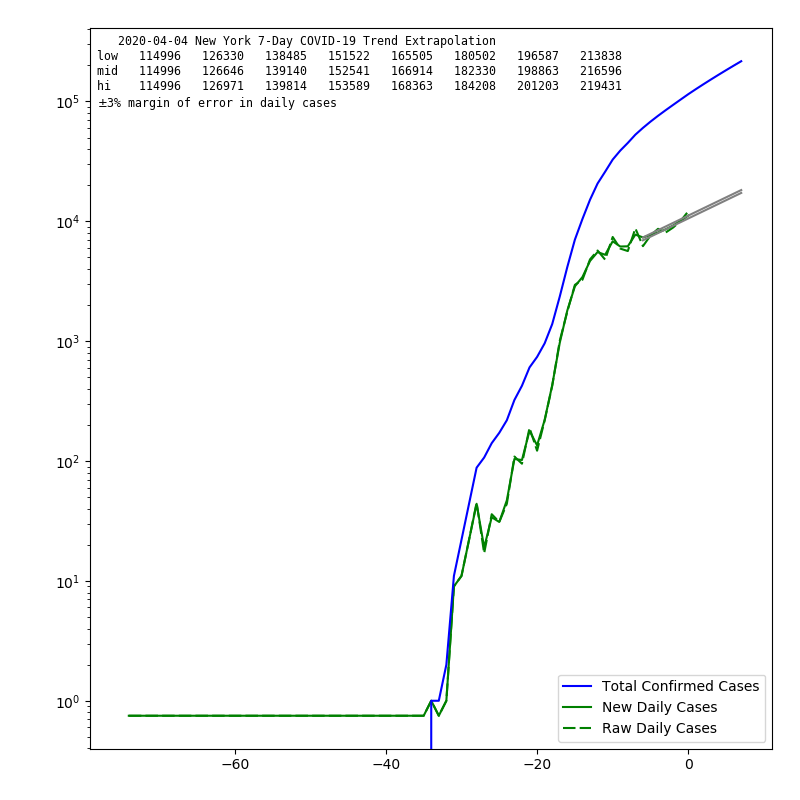 2020-04-04 New York 7-Day COVID-19 Trend Extrapolation
low 114996 126330 138485 151522 165505 180502 196587 213838
mid 114996 126646 139140 152541 166914 182330 198863 216596
hi 114996 126971 139814 153589 168363 184208 201203 219431
±3% margin of error in daily cases
10⁵
10⁴
10³
10²
10¹
10⁰
Total Confirmed Cases
New Daily Cases
Raw Daily Cases
−60 −40 −20 0